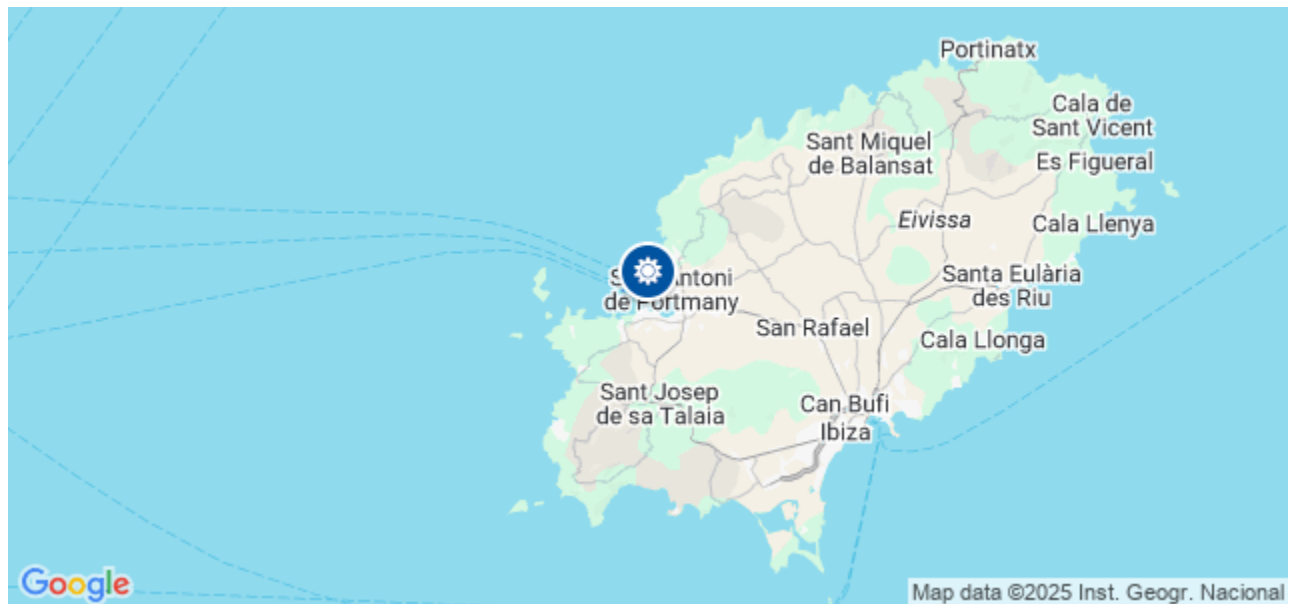 Portinatx
Cala de
Sant Vicent
Sant Miquel
de Balansat
Es Figueral
Eivissa
Cala Llenya
Antoni
de Portmany
Santa Eulària
des Riu
San Rafael
Cala Llonga
Sant Josep
de sa Talaia
Can Bufi
Ibiza
Google
Map data ©2025 Inst. Geogr. Nacional